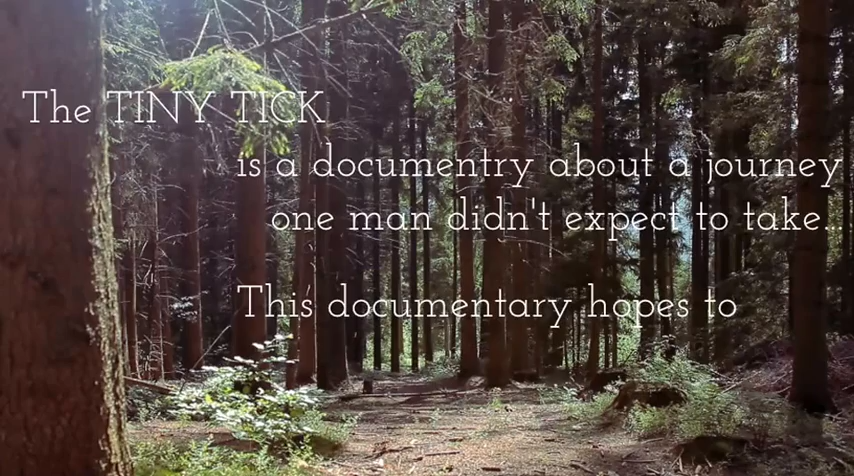 The TINY TICK
is a documentry about a journey
one man didn't expect to take...
This documentary hopes to